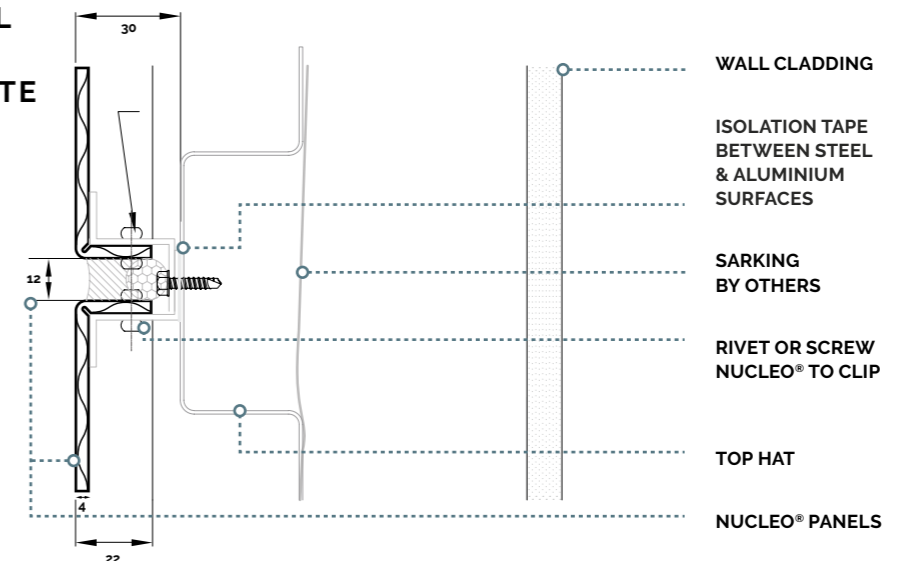 L
TE
30
12
4
22
WALL CLADDING
ISOLATION TAPE
BETWEEN STEEL
& ALUMINIUM
SURFACES
SARKING
BY OTHERS
RIVET OR SCREW
NUCLEO® TO CLIP
TOP HAT
NUCLEO® PANELS